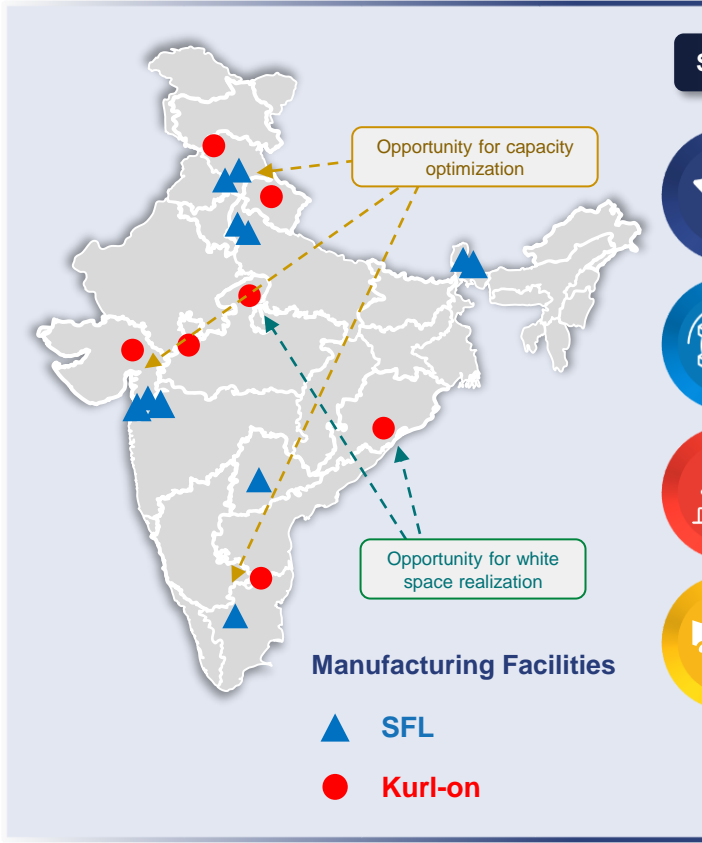 S
Opportunity for capacity
optimization
Opportunity for white
space realization
Manufacturing Facilities
SFL
Kurl-on